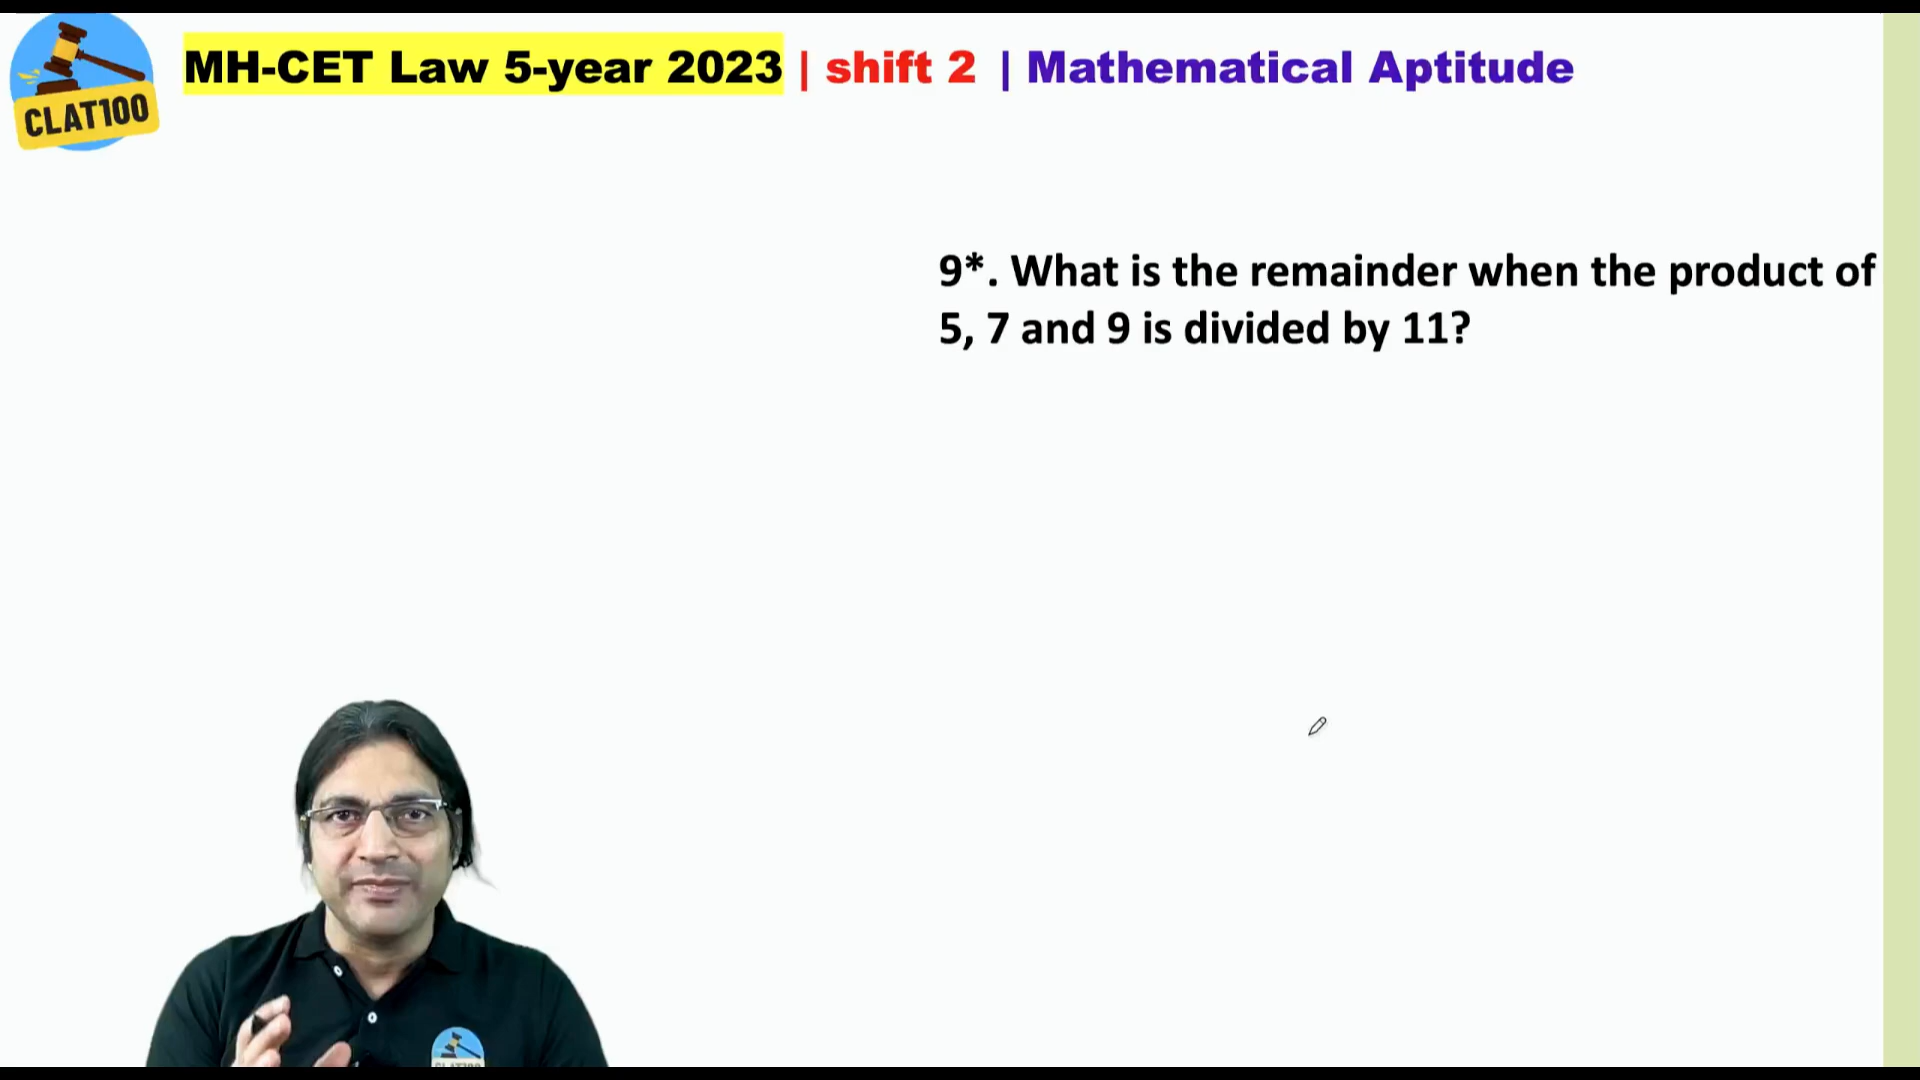 CLAT100
MH-CET Law 5-year 2023 | shift 2 | Mathematical Aptitude
9*. What is the remainder when the product of
5, 7 and 9 is divided by 11?